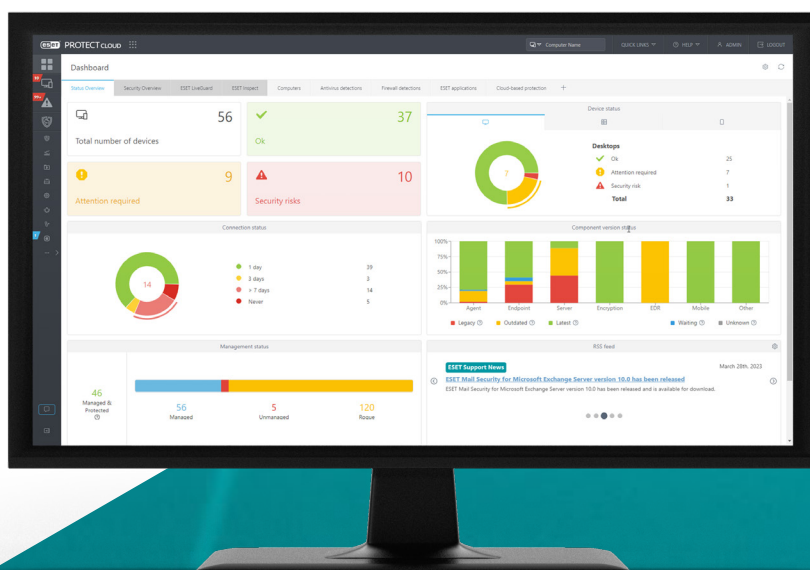 eset PROTECT CLOUD
Computer Name
QUICK LINKS
HELP
ADMIN
LOGOUT
Dashboard
Status Overview
Security Overview
ESET LiveGuard
ESET Inspect
Computers
Antivirus detections
Firewall detections
ESET applications
Cloud-based protection
+
56
Total number of devices
37
Ok
9
Attention required
10
Security risks
Device status
7
Desktops
Ok 25
Attention required 7
Security risk 1
Total 33
Connection status
14
1 day 39
3 days 3
> 7 days 14
Never 5
Component version status
100%
75%
50%
25%
0%
Agent Endpoint Server Encryption EDR Mobile Other
Legacy Outdated Latest Waiting Unknown
Management status
46
Managed &
Protected
56
Managed
5
Unmanaged
120
Rogue
RSS feed
ESET Support News
March 28th, 2023
ESET Mail Security for Microsoft Exchange Server version 10.0 has been released
ESET Mail Security for Microsoft Exchange Server version 10.0 has been released and is available for download.